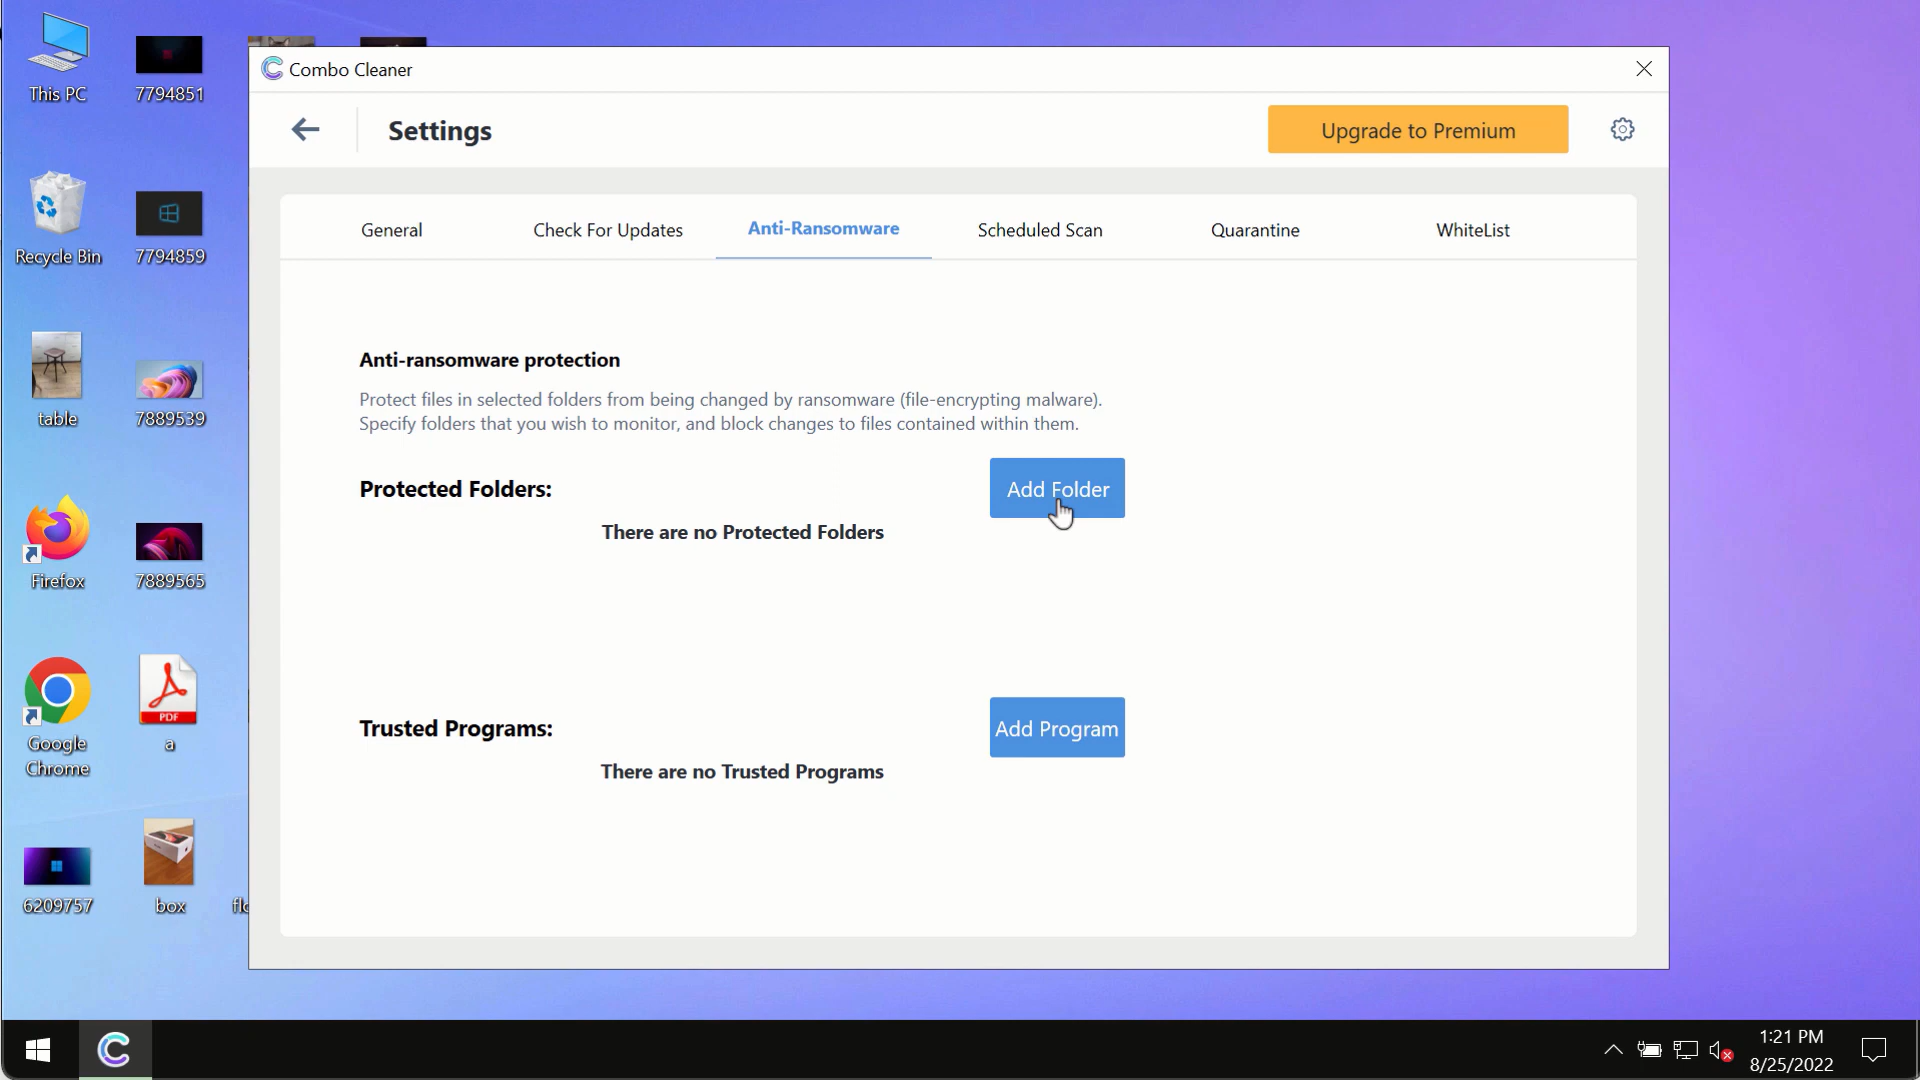 This PC
7794851
Recycle Bin
7794859
table
7889539
Firefox
7889565
Google
Chrome
PDF
a
6209757
box
Combo Cleaner
Settings
Upgrade to Premium
General
Check For Updates
Anti-Ransomware
Scheduled Scan
Quarantine
WhiteList
Anti-ransomware protection
Protect files in selected folders from being changed by ransomware (file-encrypting malware).
Specify folders that you wish to monitor, and block changes to files contained within them.
Protected Folders:
Add Folder
There are no Protected Folders
Trusted Programs:
Add Program
There are no Trusted Programs
1:21 PM
8/25/2022